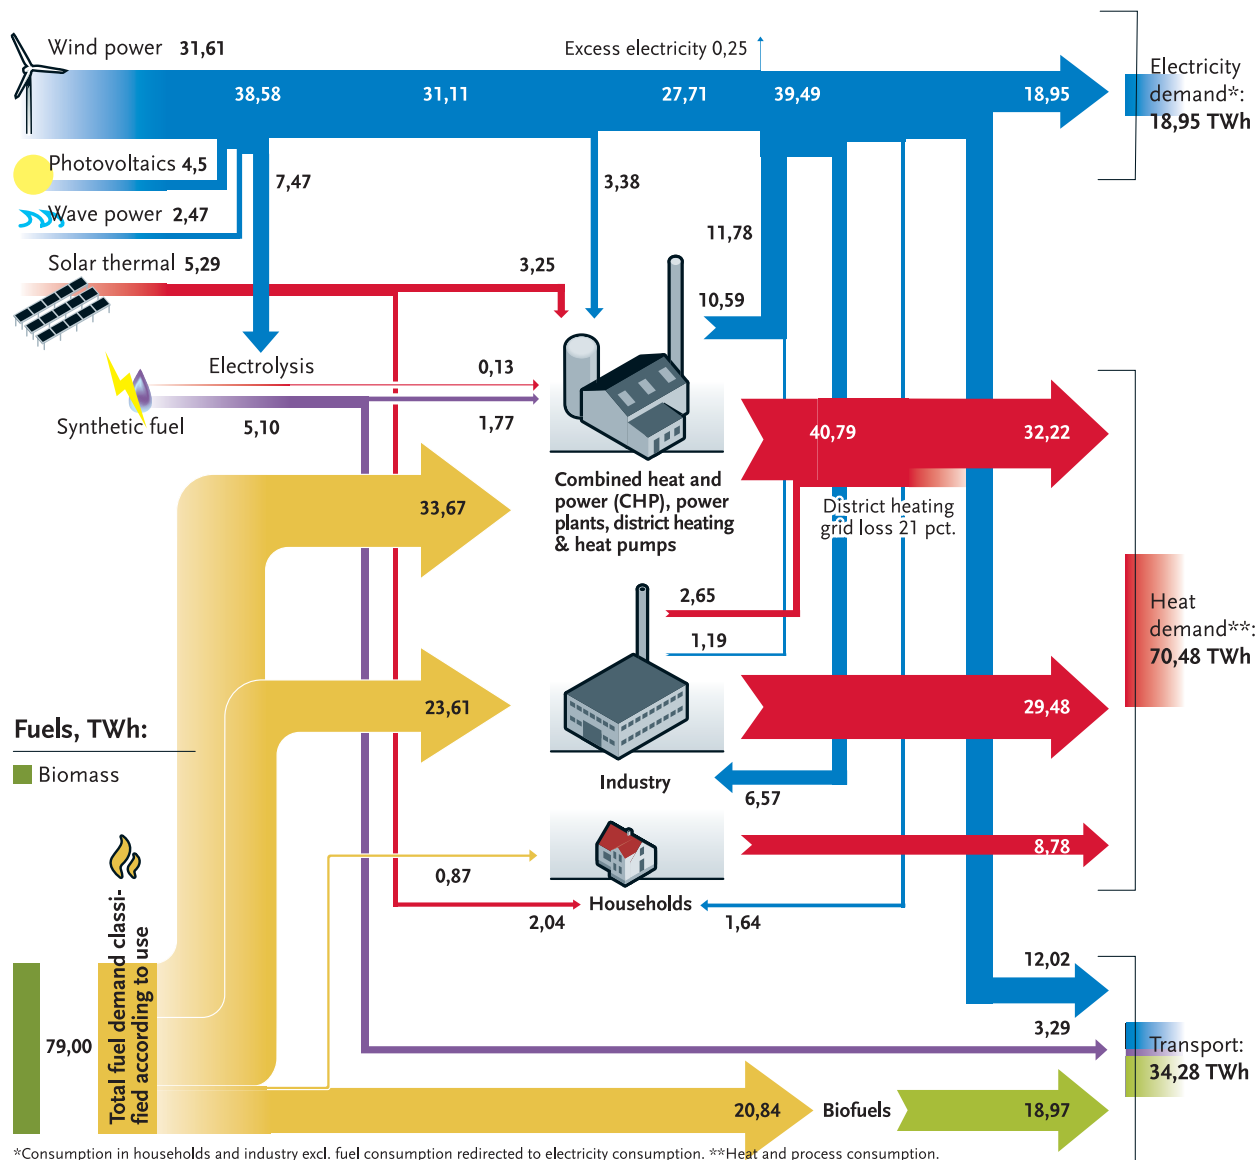 Wind power 31,61
Excess electricity 0,25
Electricity
demand*:
18,95 TWh
38,58
31,11
27,71
39,49
18,95
Photovoltaics 4,5
7,47
3,38
Wave power 2,47
11,78
Solar thermal 5,29
3,25
10,59
Electrolysis
0,13
Synthetic fuel
5,10
1,77
40,79
32,22
33,67
Combined heat and
power (CHP), power
plants, district heating
& heat pumps
District heating
grid loss 21 pct.
2,65
1,19
Heat
demand**:
70,48 TWh
23,61
29,48
Fuels, TWh:
Biomass
Industry
6,57
8,78
0,87
Households
2,04
1,64
Total fuel demand classi-
fied according to use
12,02
3,29
79,00
Transport:
34,28 TWh
20,84
Biofuels
18,97
*Consumption in households and industry excl. fuel consumption redirected to electricity consumption. **Heat and process consumption.